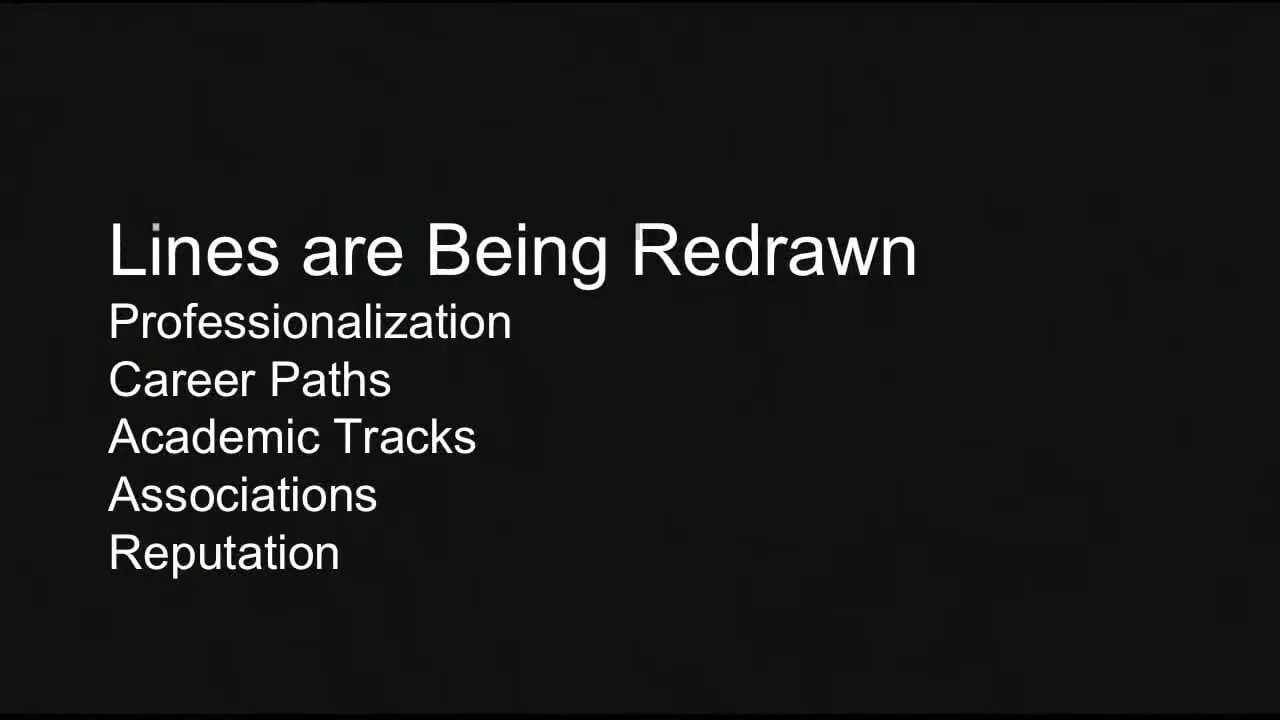 Lines are Being Redrawn
Professionalization
Career Paths
Academic Tracks
Associations
Reputation